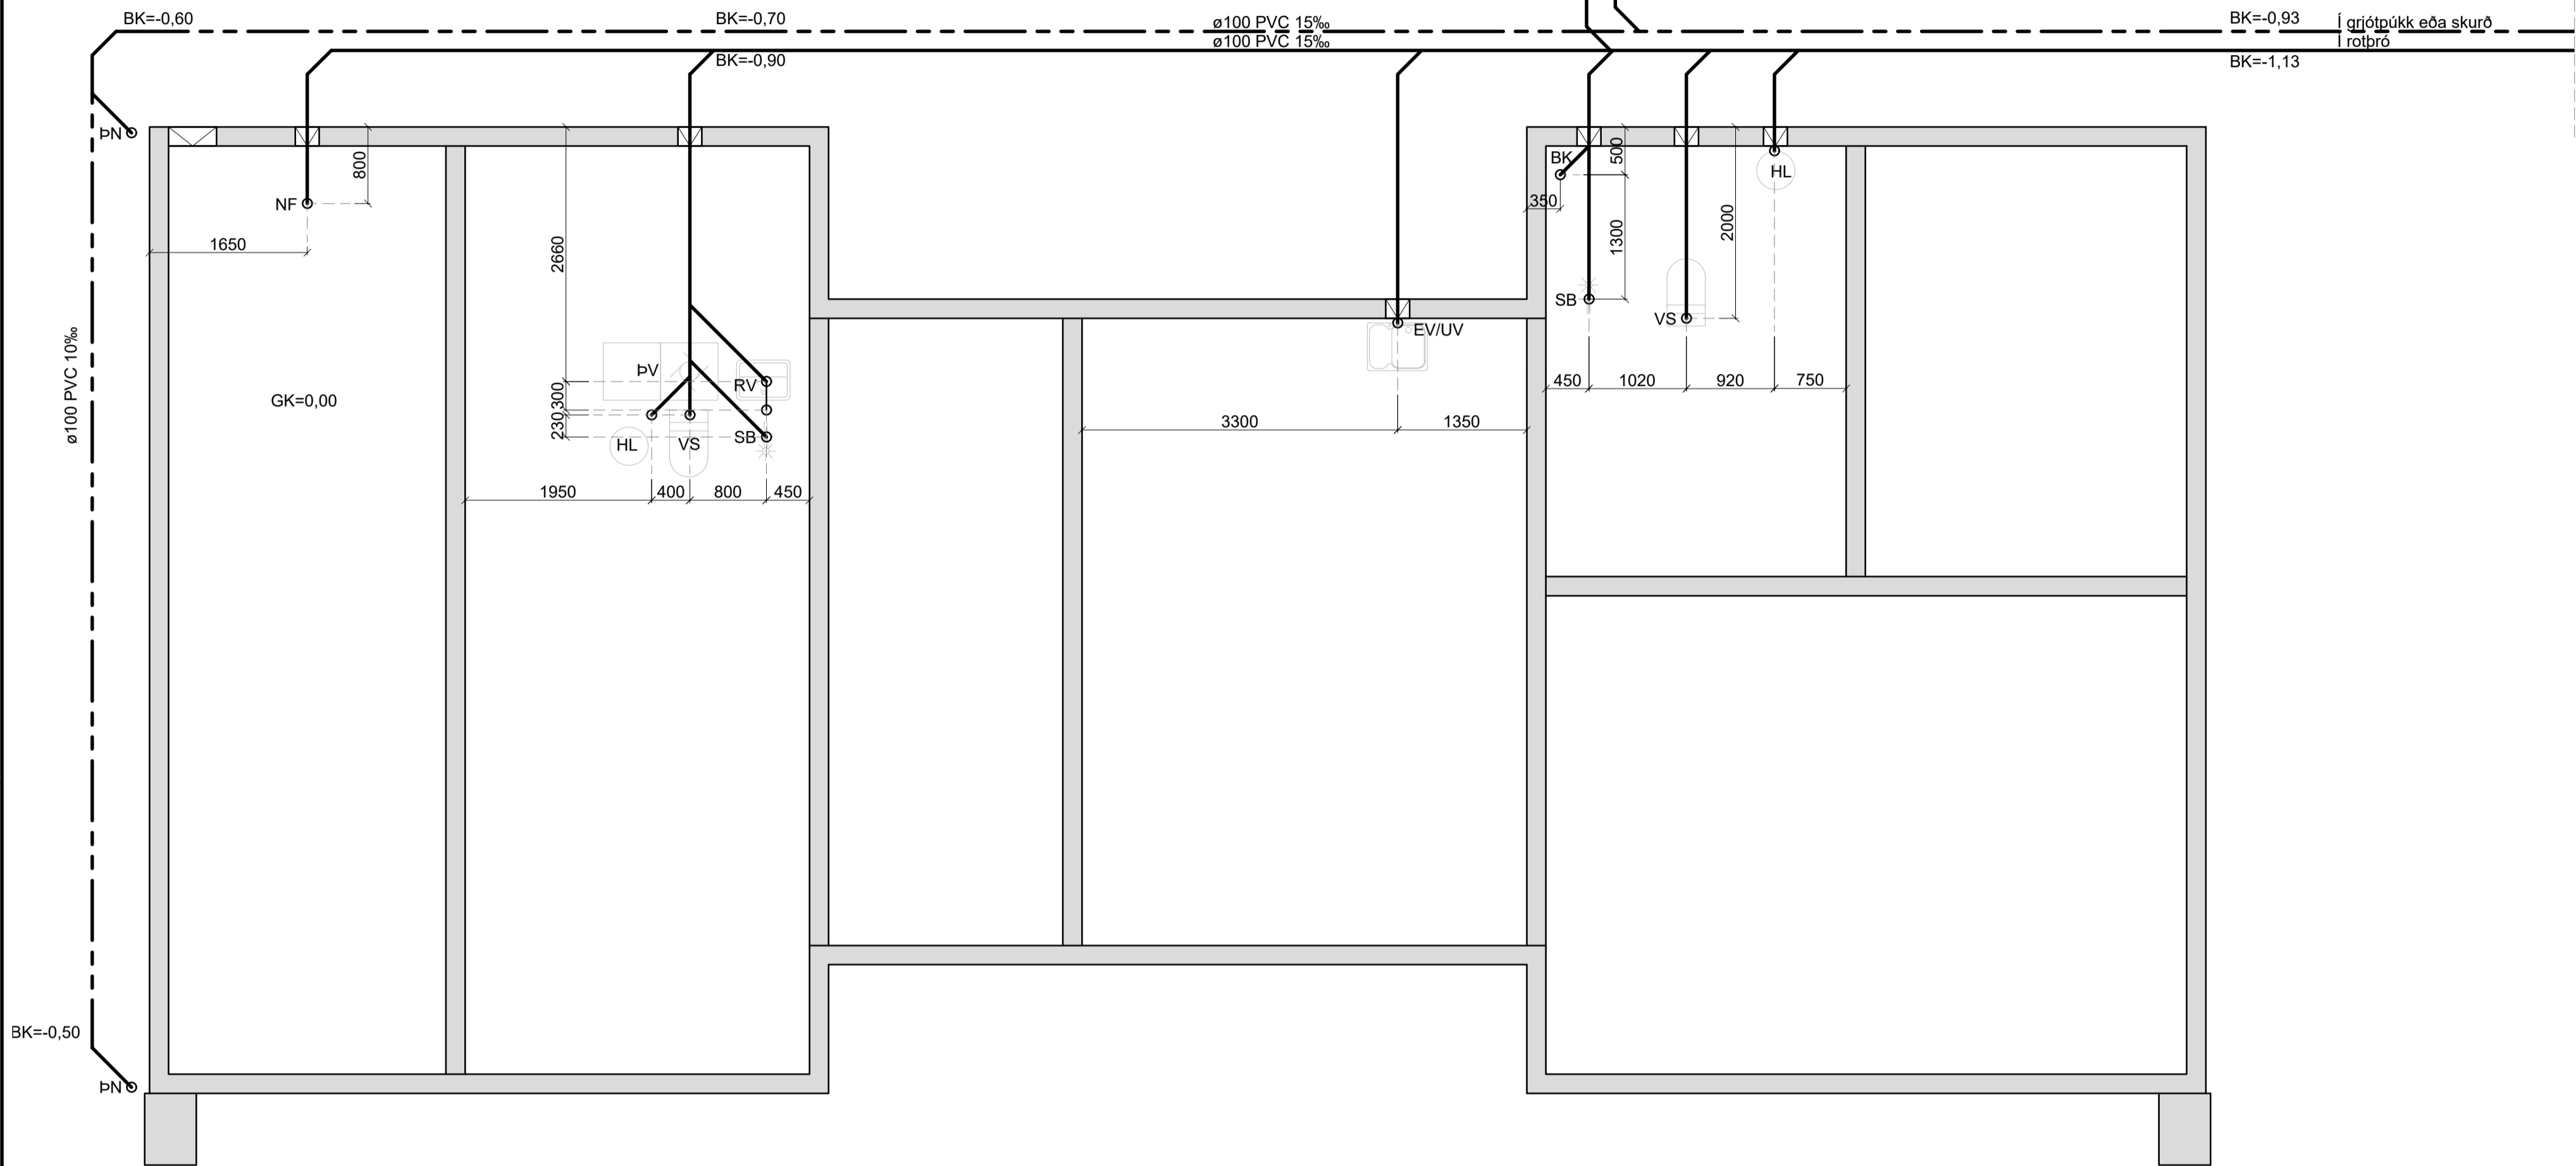 BK=-0,60
BK=-0,70
ø100 PVC 15‰
BK=-0,93
Í grjótpúkk eða skurð
ø100 PVC 15‰
Í rotþró
BK=-0,90
BK=-1,13
ÞN
800
NF
1650
BK
500
HL
350
2660
1300
2000
SB
VS
EV/UV
ø100 PVC 10‰
ÞV
RV
450
1020
920
750
GK=0,00
300
230
3300
1350
HL
VS
SB
1950
400
800
450
BK=-0,50
ÞN